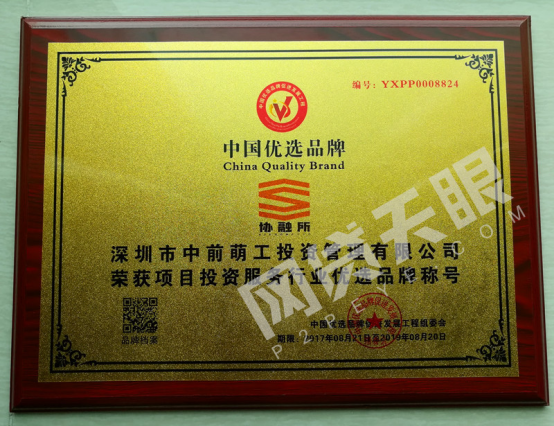 编号：YXPP0008824
中国优选品牌
China Quality Brand
协融所
深圳市中前萌工投资管理有限公司
荣获项目投资服务行业优选品牌称号
品牌档案
中国优选品牌促进发展工程组委会
期限：2017年08月21日至2019年08月20日
网贷天眼
P2PEYE.COM